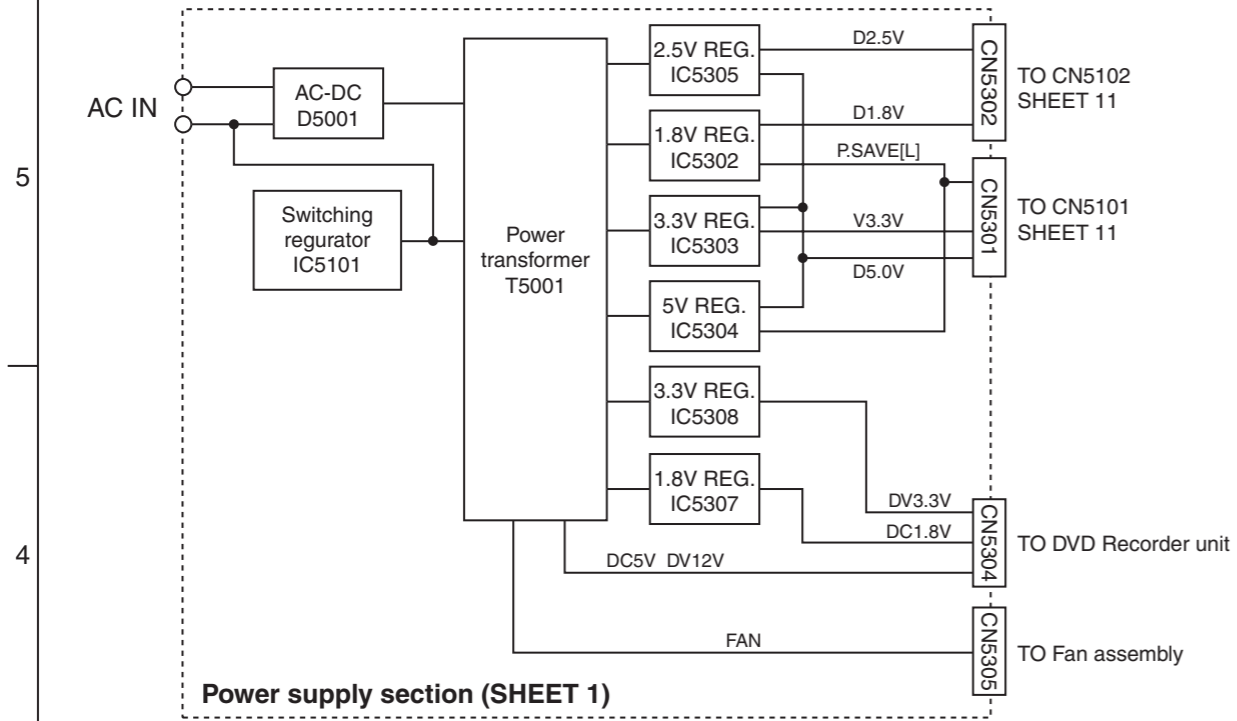 5
4
AC IN
AC-DC
D5001
Switching
regurator
IC5101
Power
transformer
T5001
2.5V REG.
IC5305
1.8V REG.
IC5302
3.3V REG.
IC5303
5V REG.
IC5304
3.3V REG.
IC5308
1.8V REG.
IC5307
D2.5V
D1.8V
P.SAVE[L]
V3.3V
D5.0V
DV3.3V
DC1.8V
DC5V DV12V
FAN
CN5302
TO CN5102
SHEET 11
CN5301
TO CN5101
SHEET 11
CN5304
TO DVD Recorder unit
CN5305
TO Fan assembly
Power supply section (SHEET 1)